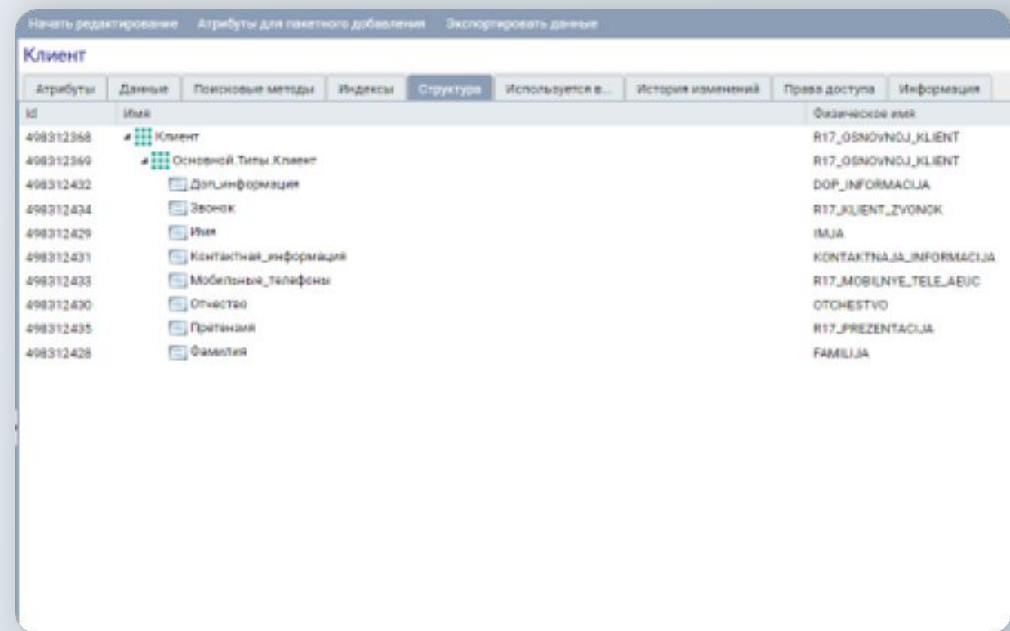 Начать редактирование Атрибуты для пакетного добавления Экспортировать данные
Клиент
Атрибуты Данные Поисковые методы Индексы Структура Используется в... История изменений Права доступа Информация
Id Имя Физическое имя
498312368 Клиент R17_OSNOVNOJ_KLIENT
498312369 Основной.Типы.Клиент R17_OSNOVNOJ_KLIENT
498312432 Доп_информация DOP_INFORMACIJA
498312434 Звонок R17_KLIENT_ZVONOK
498312429 Имя IMJA
498312431 Контактная_информация KONTAKTNAJA_INFORMACIJA
498312433 Мобильные_телефоны R17_MOBILNYE_TELE_AEUC
498312430 Отчество OTCHESTVO
498312435 Претензия R17_PREZENTACIJA
498312428 Фамилия FAMILIJA